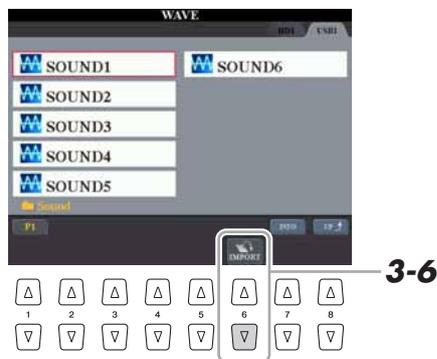 WAVE
HD1 USB1
SOUND1 SOUND6
SOUND2
SOUND3
SOUND4
SOUND5
Sound
P1 INFO UP
IMPORT
3-6
1 2 3 4 5 6 7 8